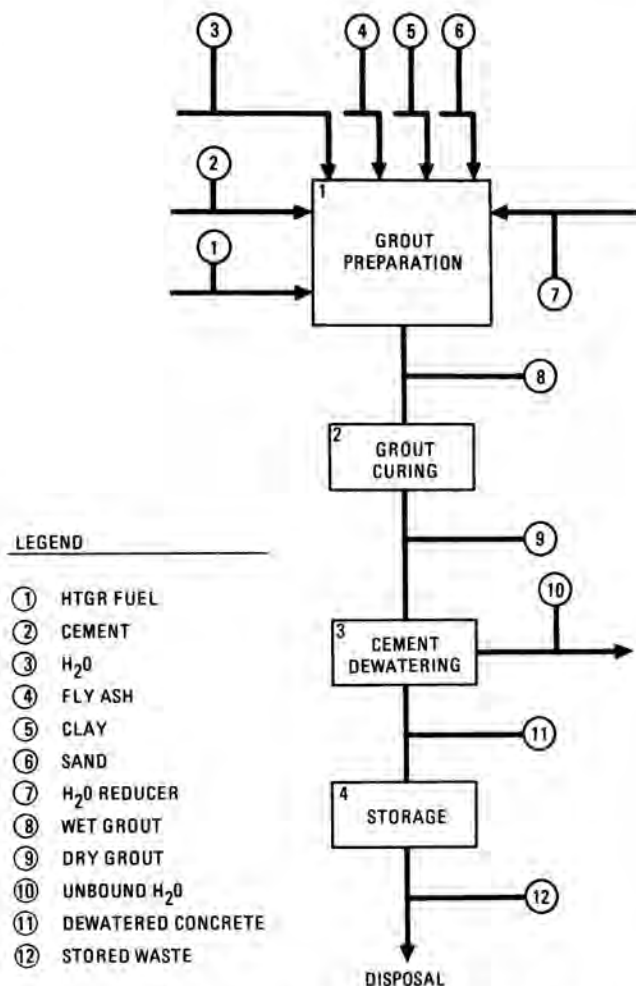 3
4
5
6
2
1
1
GROUT
PREPARATION
7
8
2
GROUT
CURING
9
10
3
CEMENT
DEWATERING
11
4
STORAGE
12
DISPOSAL
LEGEND
1 HTGR FUEL
2 CEMENT
3 H₂O
4 FLY ASH
5 CLAY
6 SAND
7 H₂O REDUCER
8 WET GROUT
9 DRY GROUT
10 UNBOUND H₂O
11 DEWATERED CONCRETE
12 STORED WASTE